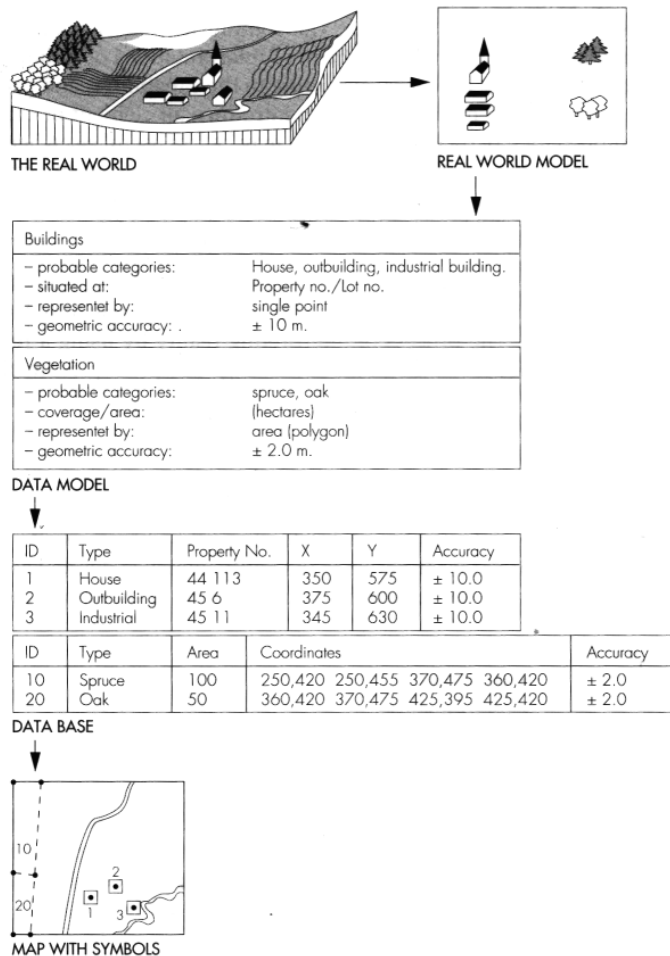 THE REAL WORLD
REAL WORLD MODEL
Buildings
– probable categories: House, outbuilding, industrial building.
– situated at: Property no./Lot no.
– representet by: single point
– geometric accuracy: . ± 10 m.
Vegetation
– probable categories: spruce, oak
– coverage/area: (hectares)
– representet by: area (polygon)
– geometric accuracy: ± 2.0 m.
DATA MODEL
ID Type Property No. X Y Accuracy
1 House 44 113 350 575 ± 10.0
2 Outbuilding 45 6 375 600 ± 10.0
3 Industrial 45 11 345 630 ± 10.0
ID Type Area Coordinates Accuracy
10 Spruce 100 250,420 250,455 370,475 360,420 ± 2.0
20 Oak 50 360,420 370,475 425,395 425,420 ± 2.0
DATA BASE
10
2
20
1
3
MAP WITH SYMBOLS